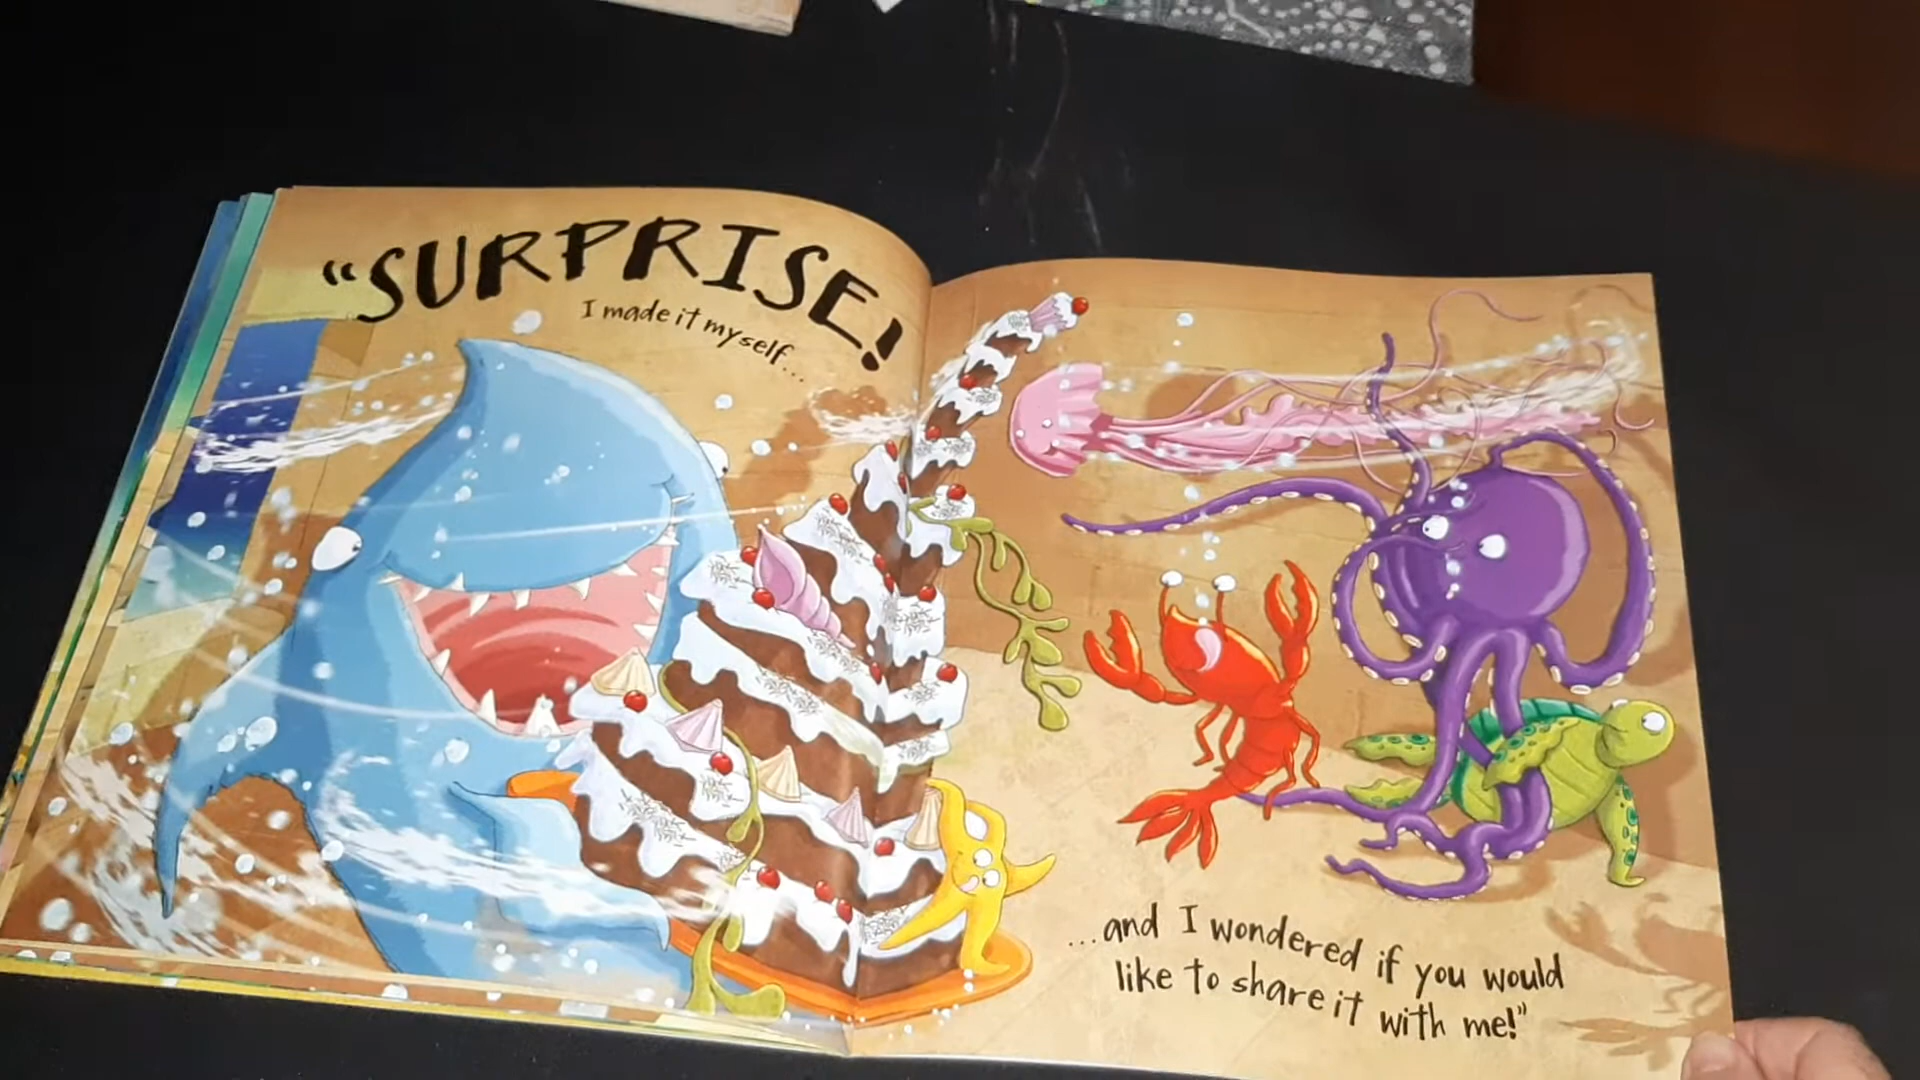 “SURPRISE!
I made it myself...
...and I wondered if you would
like to share it with me!”